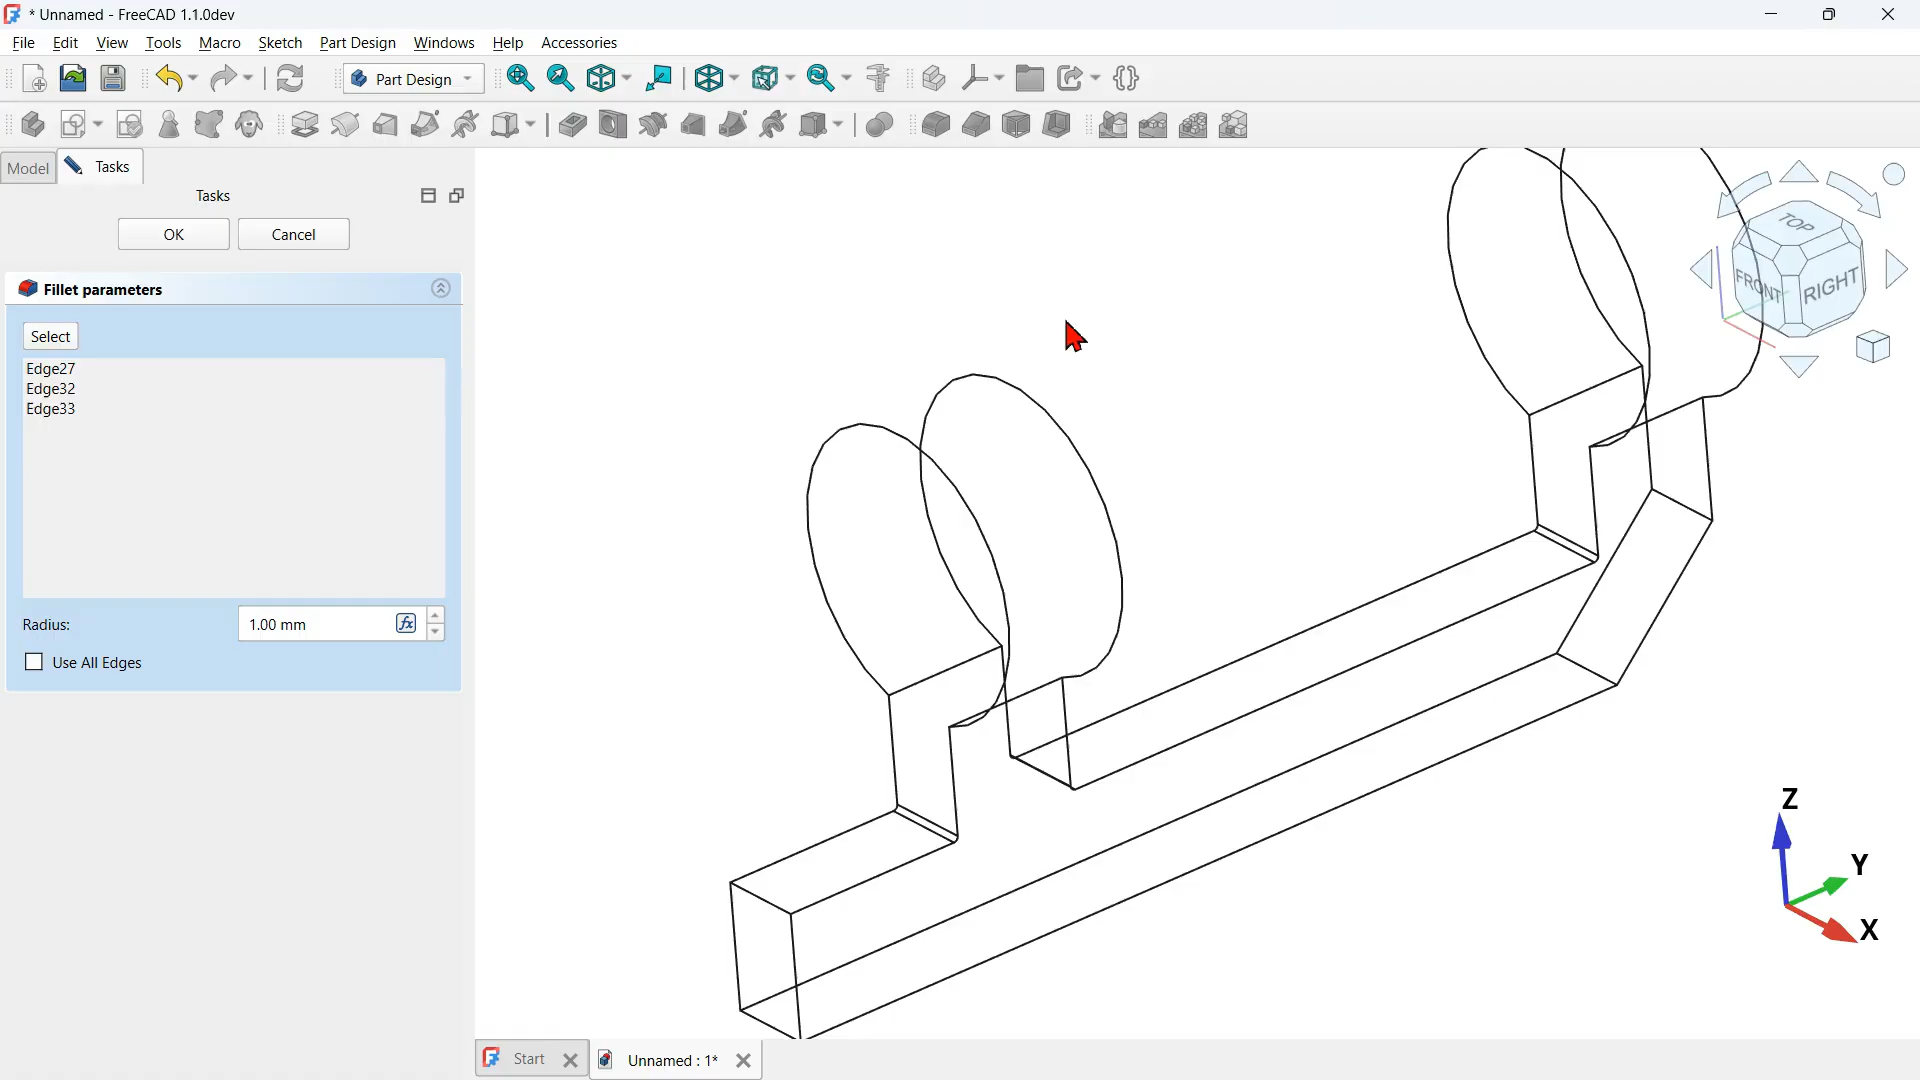 * Unnamed - FreeCAD 1.1.0dev
File Edit View Tools Macro Sketch Part Design Windows Help Accessories
Part Design
Model Tasks
Tasks
OK Cancel
Fillet parameters
Select
Edge27
Edge32
Edge33
Radius: 1.00 mm fx
Use All Edges
TOP
FRONT RIGHT
Z
Y
X
Start Unnamed : 1*